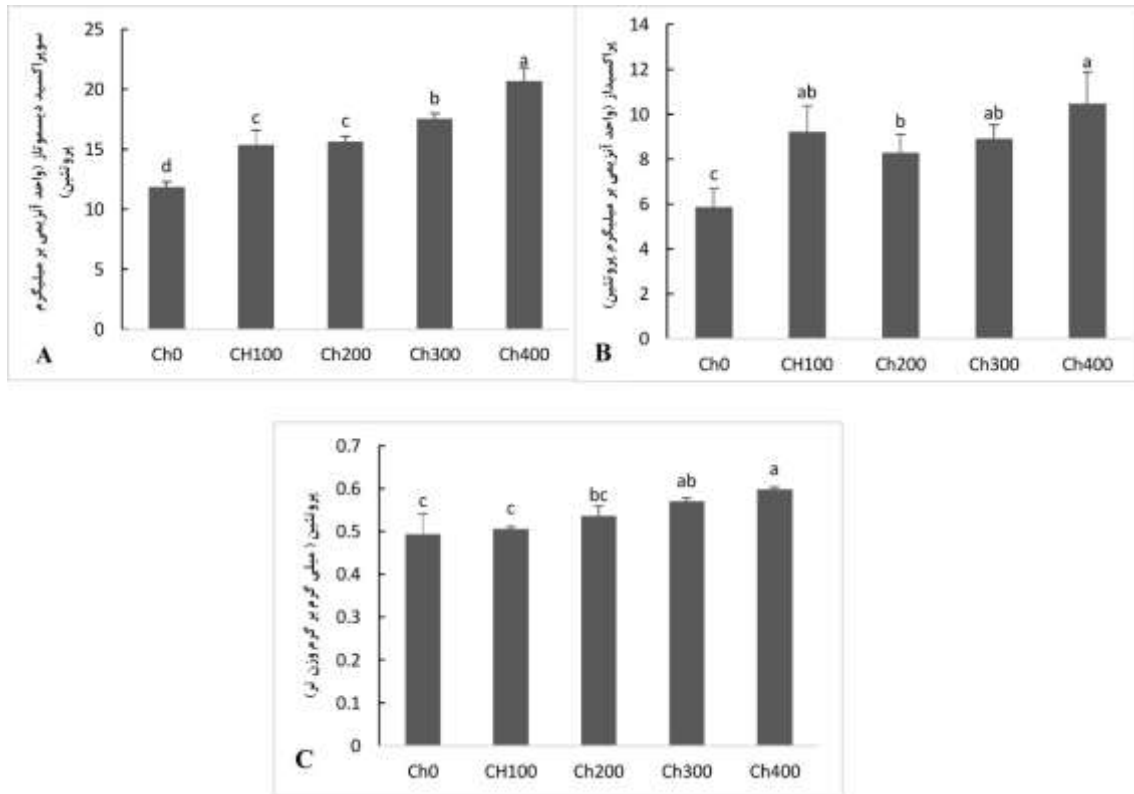 سوپراکسید دیسموتاز (واحد آنزیمی بر میلیگرم
پروتئین)
25
20
15
10
5
0
d
c
c
b
a
Ch0 CH100 Ch200 Ch300 Ch400
A
پراکسیداز (واحد آنزیمی بر میلیگرم پروتئین)
14
12
10
8
6
4
2
0
c
ab
b
ab
a
Ch0 CH100 Ch200 Ch300 Ch400
B
پروتئین (میلی گرم بر گرم وزن تر)
0.7
0.6
0.5
0.4
0.3
0.2
0.1
0
c
c
bc
ab
a
Ch0 CH100 Ch200 Ch300 Ch400
C